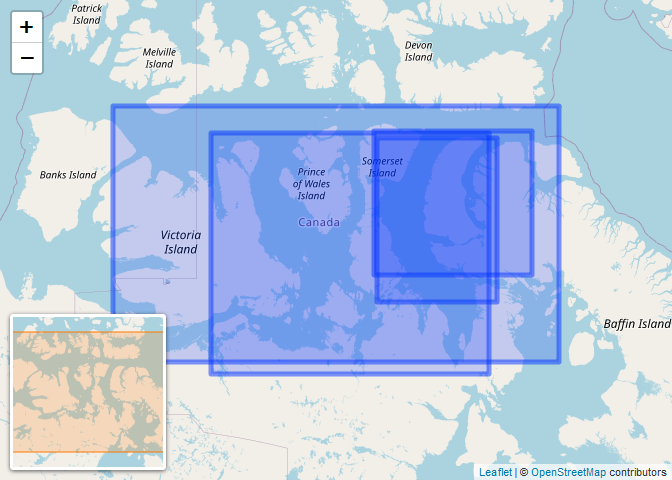 +
−
Patrick
Island
Melville
Island
Devon
Island
Banks Island
Somerset
Island
Prince
of Wales
Island
Canada
Victoria
Island
Baffin Island
Leaflet | © OpenStreetMap contributors